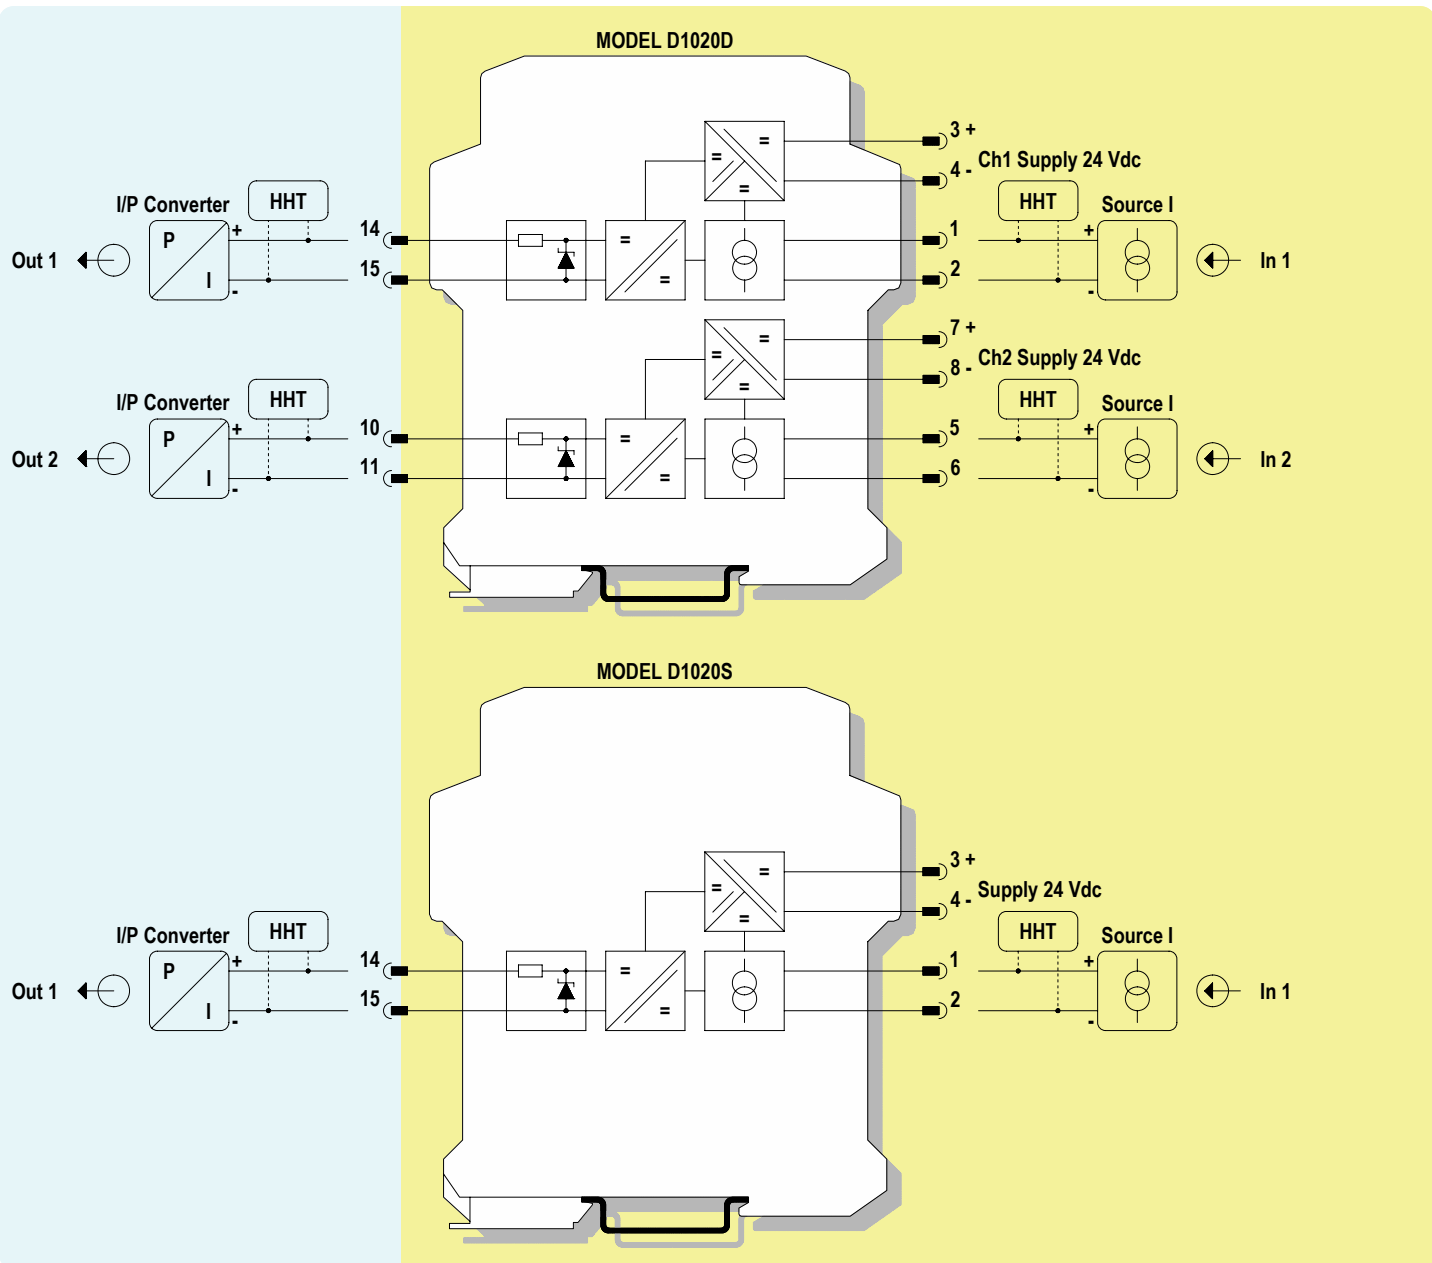 MODEL D1020D
3 +
Ch1 Supply 24 Vdc
4 -
I/P Converter
HHT
14
1
HHT
Source I
+
+
P
Out 1
In 1
15
2
I
-
-
7 +
Ch2 Supply 24 Vdc
8 -
I/P Converter
HHT
10
5
HHT
Source I
+
+
P
Out 2
In 2
11
6
I
-
-
MODEL D1020S
3 +
Supply 24 Vdc
4 -
I/P Converter
HHT
14
1
HHT
Source I
+
+
P
Out 1
In 1
15
2
I
-
-